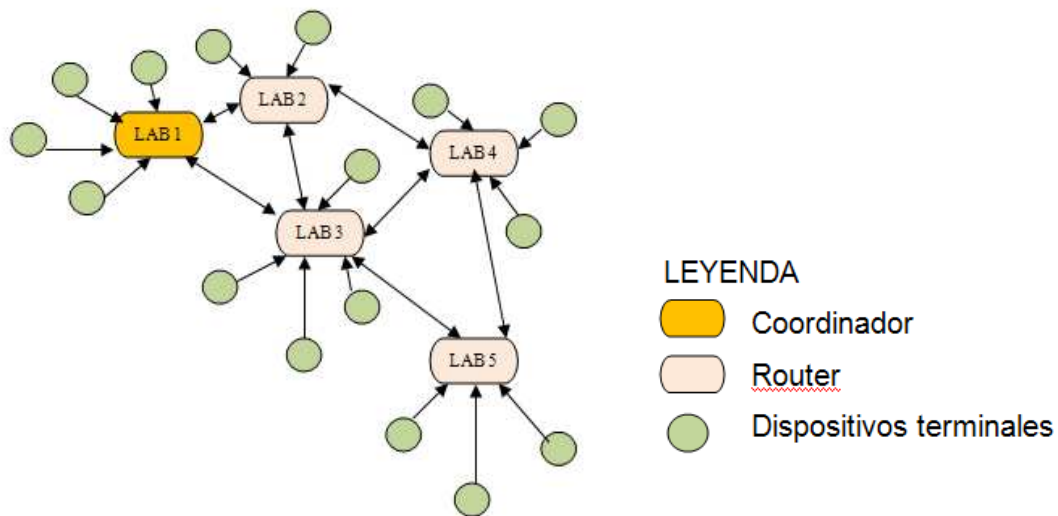 LAB 1
LAB 2
LAB 3
LAB 4
LAB 5
LEYENDA
Coordinador
Router
Dispositivos terminales